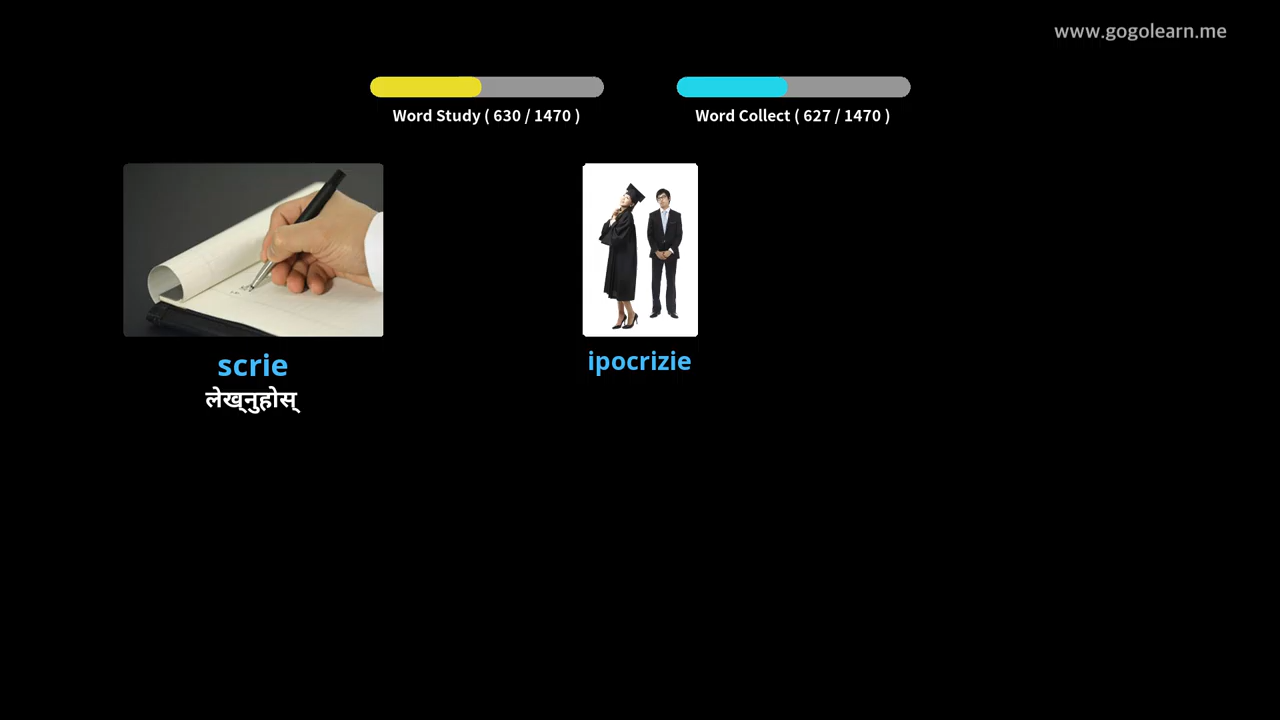 www.gogolearn.me
Word Study ( 630 / 1470 )
Word Collect ( 627 / 1470 )
scrie
लेख्नुहोस्
ipocrizie